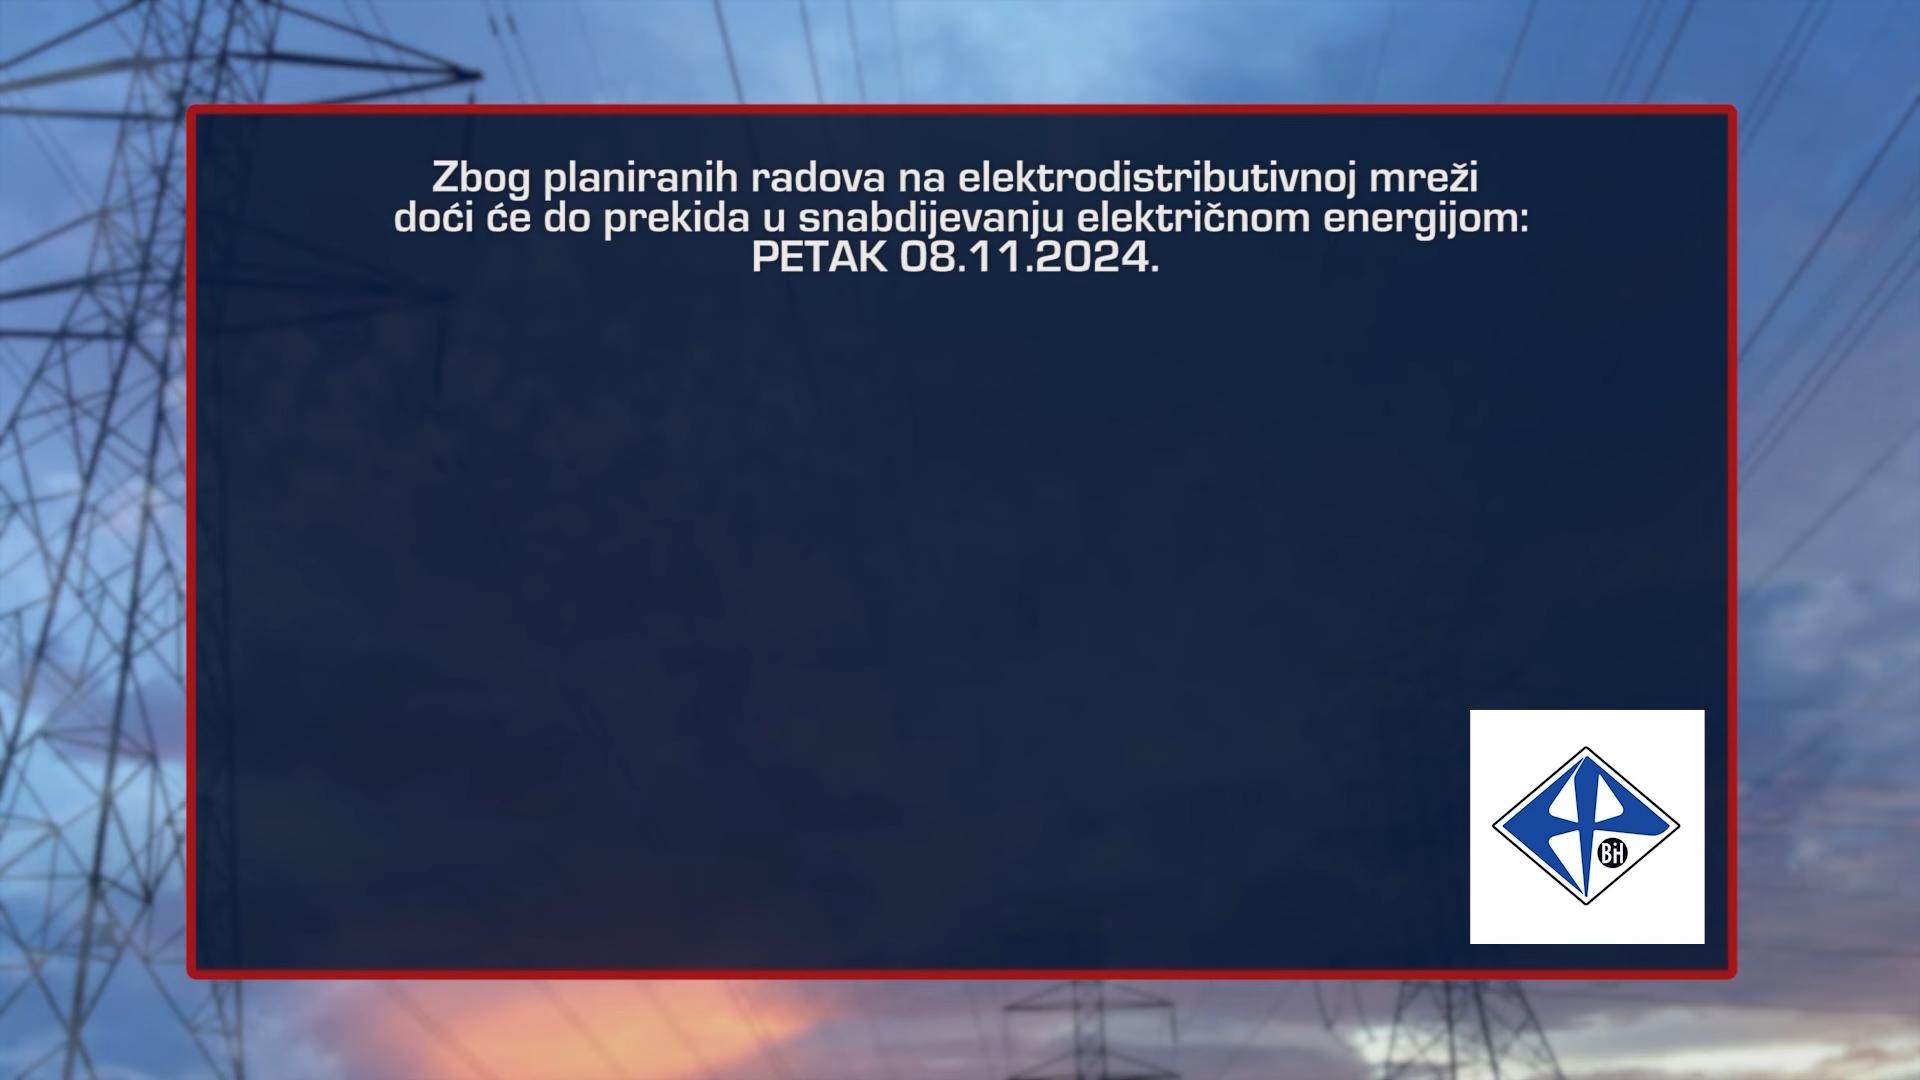 Zbog planiranih radova na elektrodistributivnoj mreži
doći će do prekida u snabdijevanju električnom energijom:
PETAK 08.11.2024.
BiH